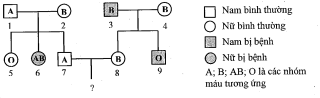 A
B
B
B
1
2
3
4
O
AB
A
B
O
5
6
7
8
9
?
Nam bình thường
Nữ bình thường
Nam bị bệnh
Nữ bị bệnh
A; B; AB; O là các nhóm
máu tương ứng